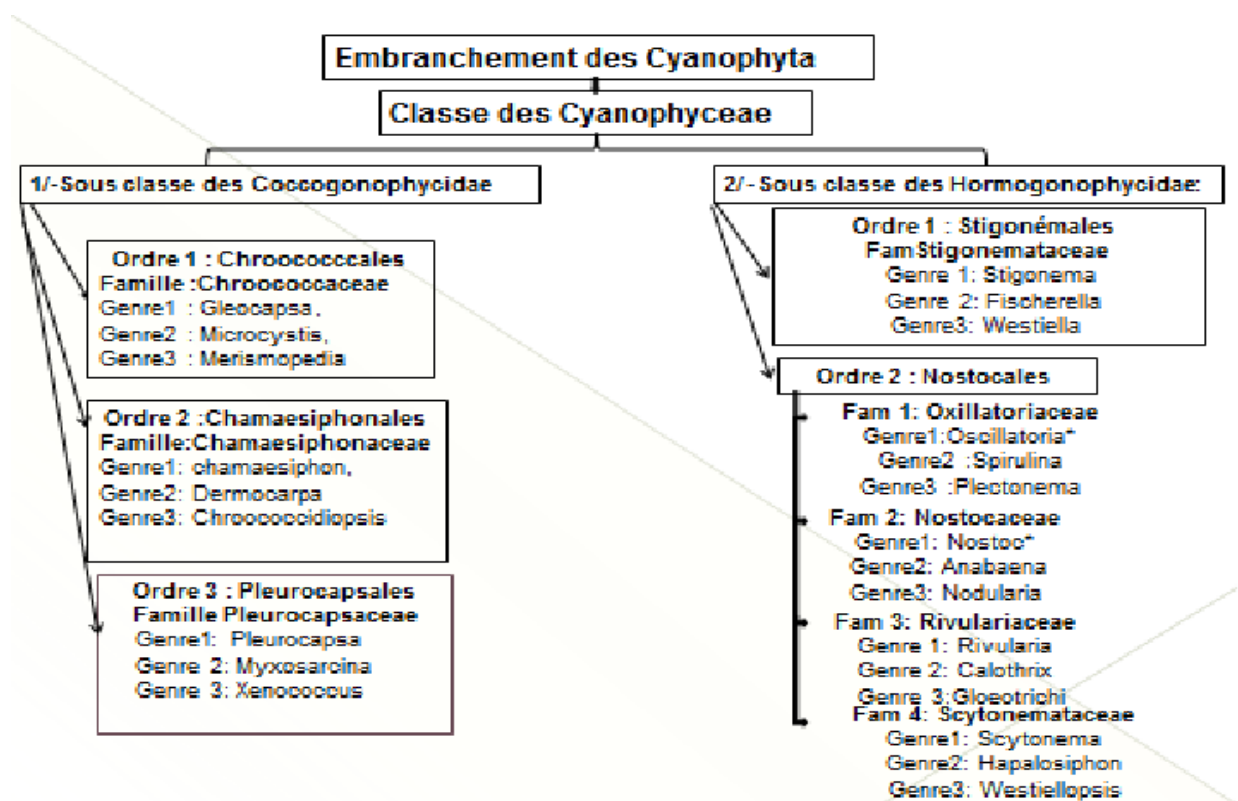 Embranchement des Cyanophyta
Classe des Cyanophyceae
1/-Sous classe des Coccogonophycidae
Ordre 1 : Chroococccales
Famille :Chroococcaceae
Genre1 : Gleocapsa,
Genre2 : Microcystis,
Genre3 : Merismopedia
Ordre 2 :Chamaesiphonales
Famille:Chamaesiphonaceae
Genre1: chamaesiphon,
Genre2: Dermocarpa
Genre3: Chroococcidiopsis
Ordre 3 : Pleurocapsales
Famille Pleurocapsaceae
Genre1: Pleurocapsa
Genre 2: Myxosarcina
Genre 3: Xenococcus
2/-Sous classe des Hormogonophycidae:
Ordre 1 : Stigonémales
FamStigonemataceae
Genre 1: Stigonema
Genre 2: Fischerella
Genre3: Westiella
Ordre 2 : Nostocales
Fam 1: Oxillatoriaceae
Genre1:Oscillatoria*
Genre2 :Spirulina
Genre3 :Plectonema
Fam 2: Nostocaceae
Genre1: Nostoc*
Genre2: Anabaena
Genre3: Nodularia
Fam 3: Rivulariaceae
Genre 1: Rivularia
Genre 2: Calothrix
Genre 3:Gloeotrichi
Fam 4: Scytonemataceae
Genre1: Scytonema
Genre2: Hapalosiphon
Genre3: Westiellopsis